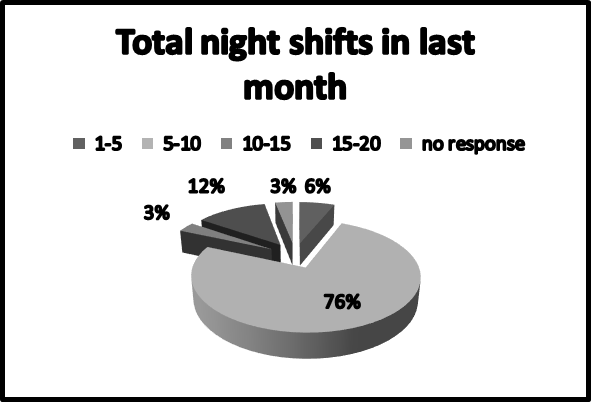 Total night shifts in last
month
1-5 5-10 10-15 15-20 no response
12% 3% 6%
3%
76%